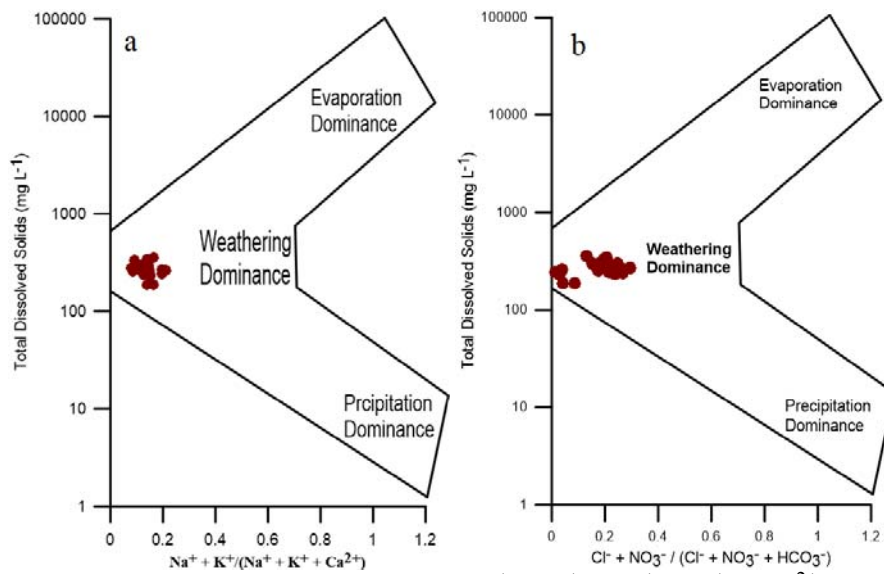 a
100000
10000
1000
100
10
1
Total Dissolved Solids (mg L-1)
Evaporation
Dominance
Weathering
Dominance
Prcipitation
Dominance
0
0.2
0.4
0.6
0.8
1
1.2
Na⁺ + K⁺/(Na⁺ + K⁺ + Ca²⁺)
b
100000
10000
1000
100
10
1
Total Dissolved Solids (mg L-1)
Evaporation
Dominance
Weathering
Dominance
Precipitation
Dominance
0
0.2
0.4
0.6
0.8
1
1.2
Cl⁻ + NO₃⁻ / (Cl⁻ + NO₃⁻ + HCO₃⁻)